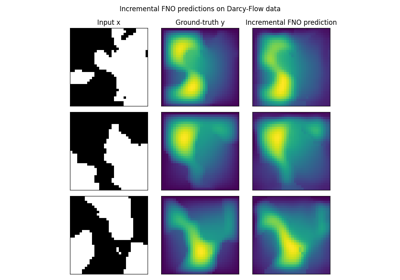 Incremental FNO predictions on Darcy-Flow data
Input x
Ground-truth y
Incremental FNO prediction